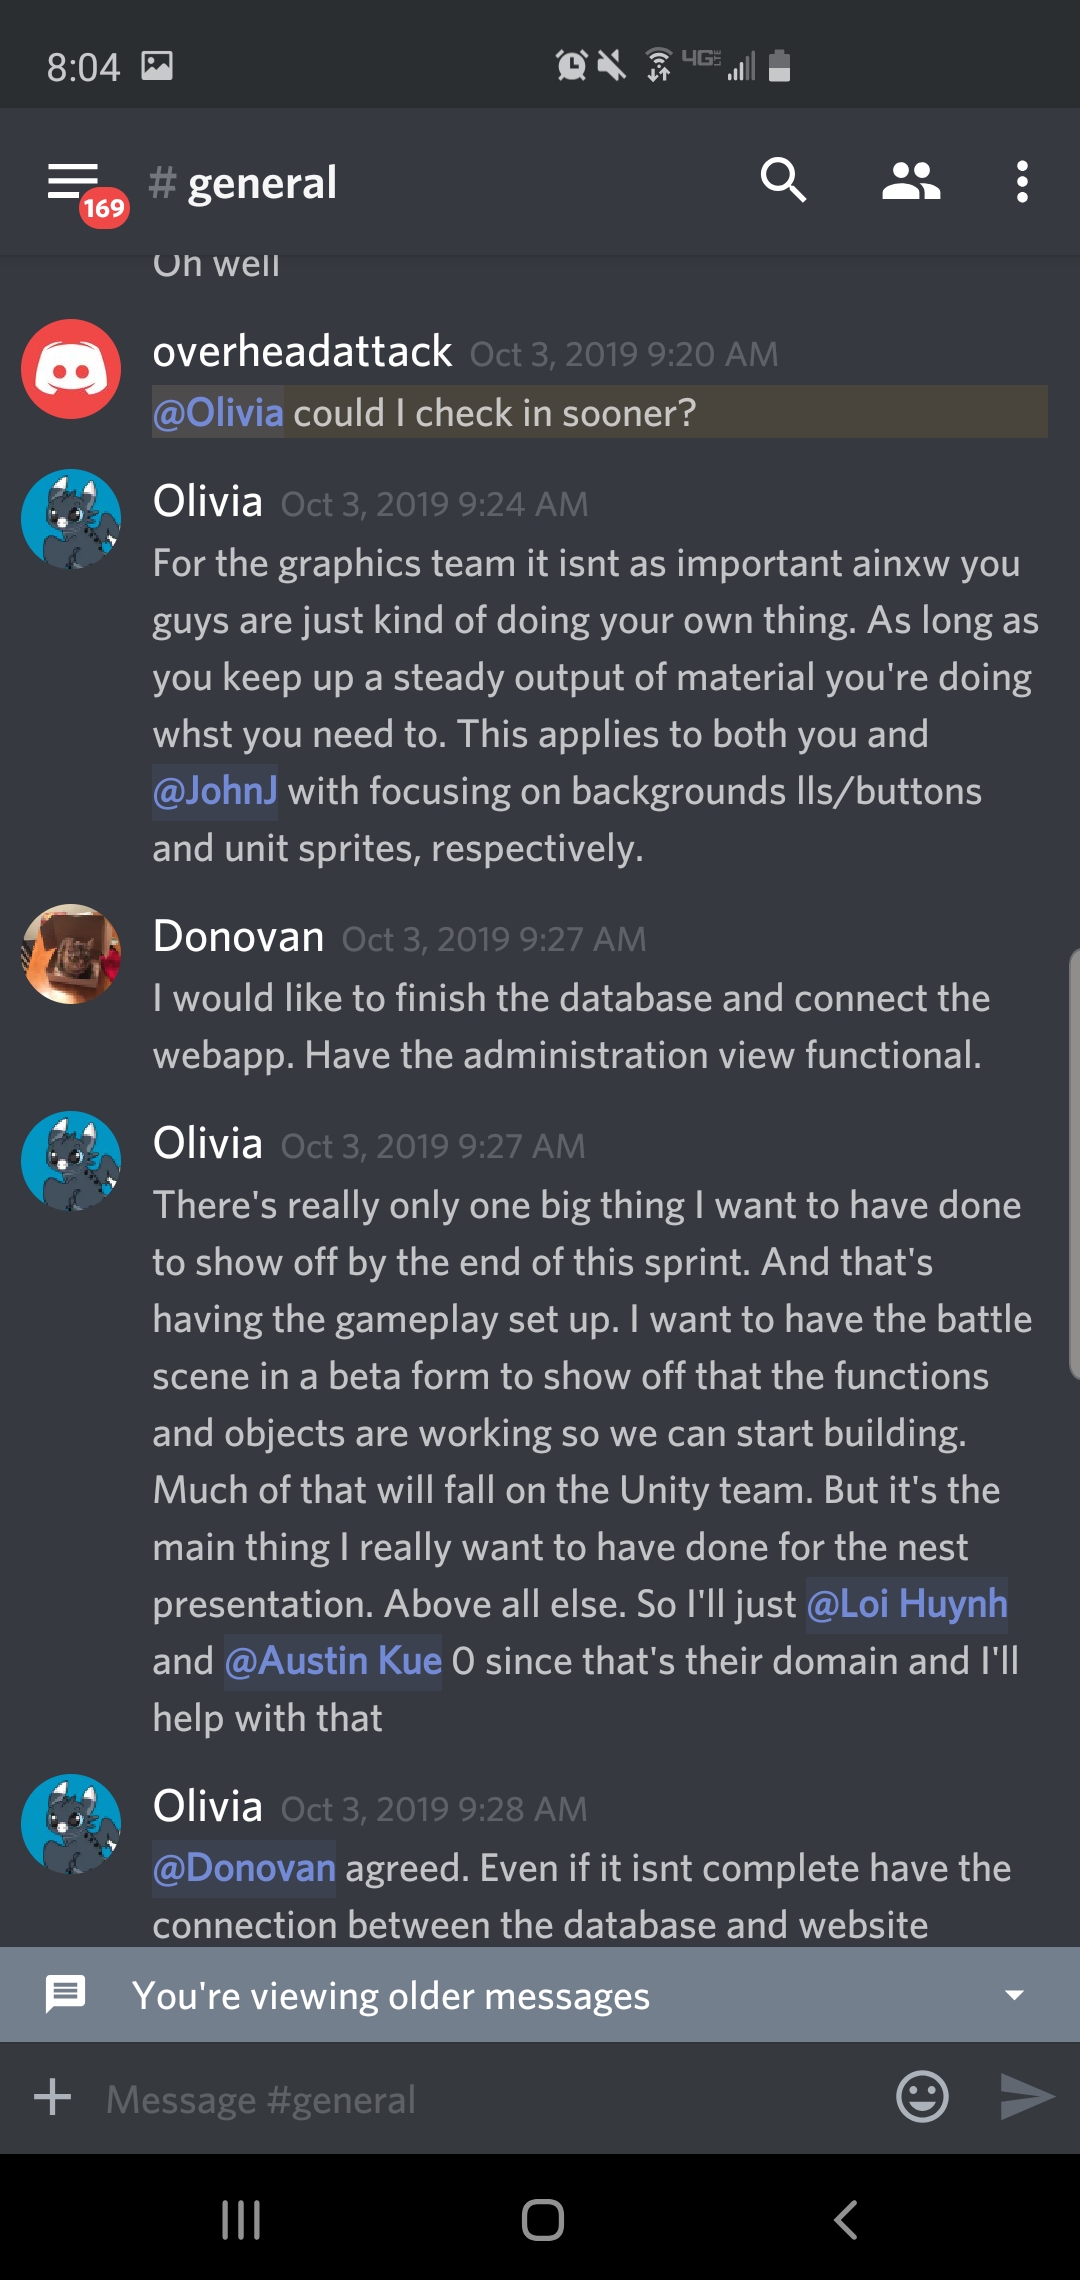 8:04 4GE LTE
169 # general
Oh well
overheadattack Oct 3, 2019 9:20 AM
@Olivia could I check in sooner?
Olivia Oct 3, 2019 9:24 AM
For the graphics team it isnt as important ainxw you
guys are just kind of doing your own thing. As long as
you keep up a steady output of material you're doing
whst you need to. This applies to both you and
@JohnJ with focusing on backgrounds lls/buttons
and unit sprites, respectively.
Donovan Oct 3, 2019 9:27 AM
I would like to finish the database and connect the
webapp. Have the administration view functional.
Olivia Oct 3, 2019 9:27 AM
There's really only one big thing I want to have done
to show off by the end of this sprint. And that's
having the gameplay set up. I want to have the battle
scene in a beta form to show off that the functions
and objects are working so we can start building.
Much of that will fall on the Unity team. But it's the
main thing I really want to have done for the nest
presentation. Above all else. So I'll just @Loi Huynh
and @Austin Kue 0 since that's their domain and I'll
help with that
Olivia Oct 3, 2019 9:28 AM
@Donovan agreed. Even if it isnt complete have the
connection between the database and website
You're viewing older messages
Message #general